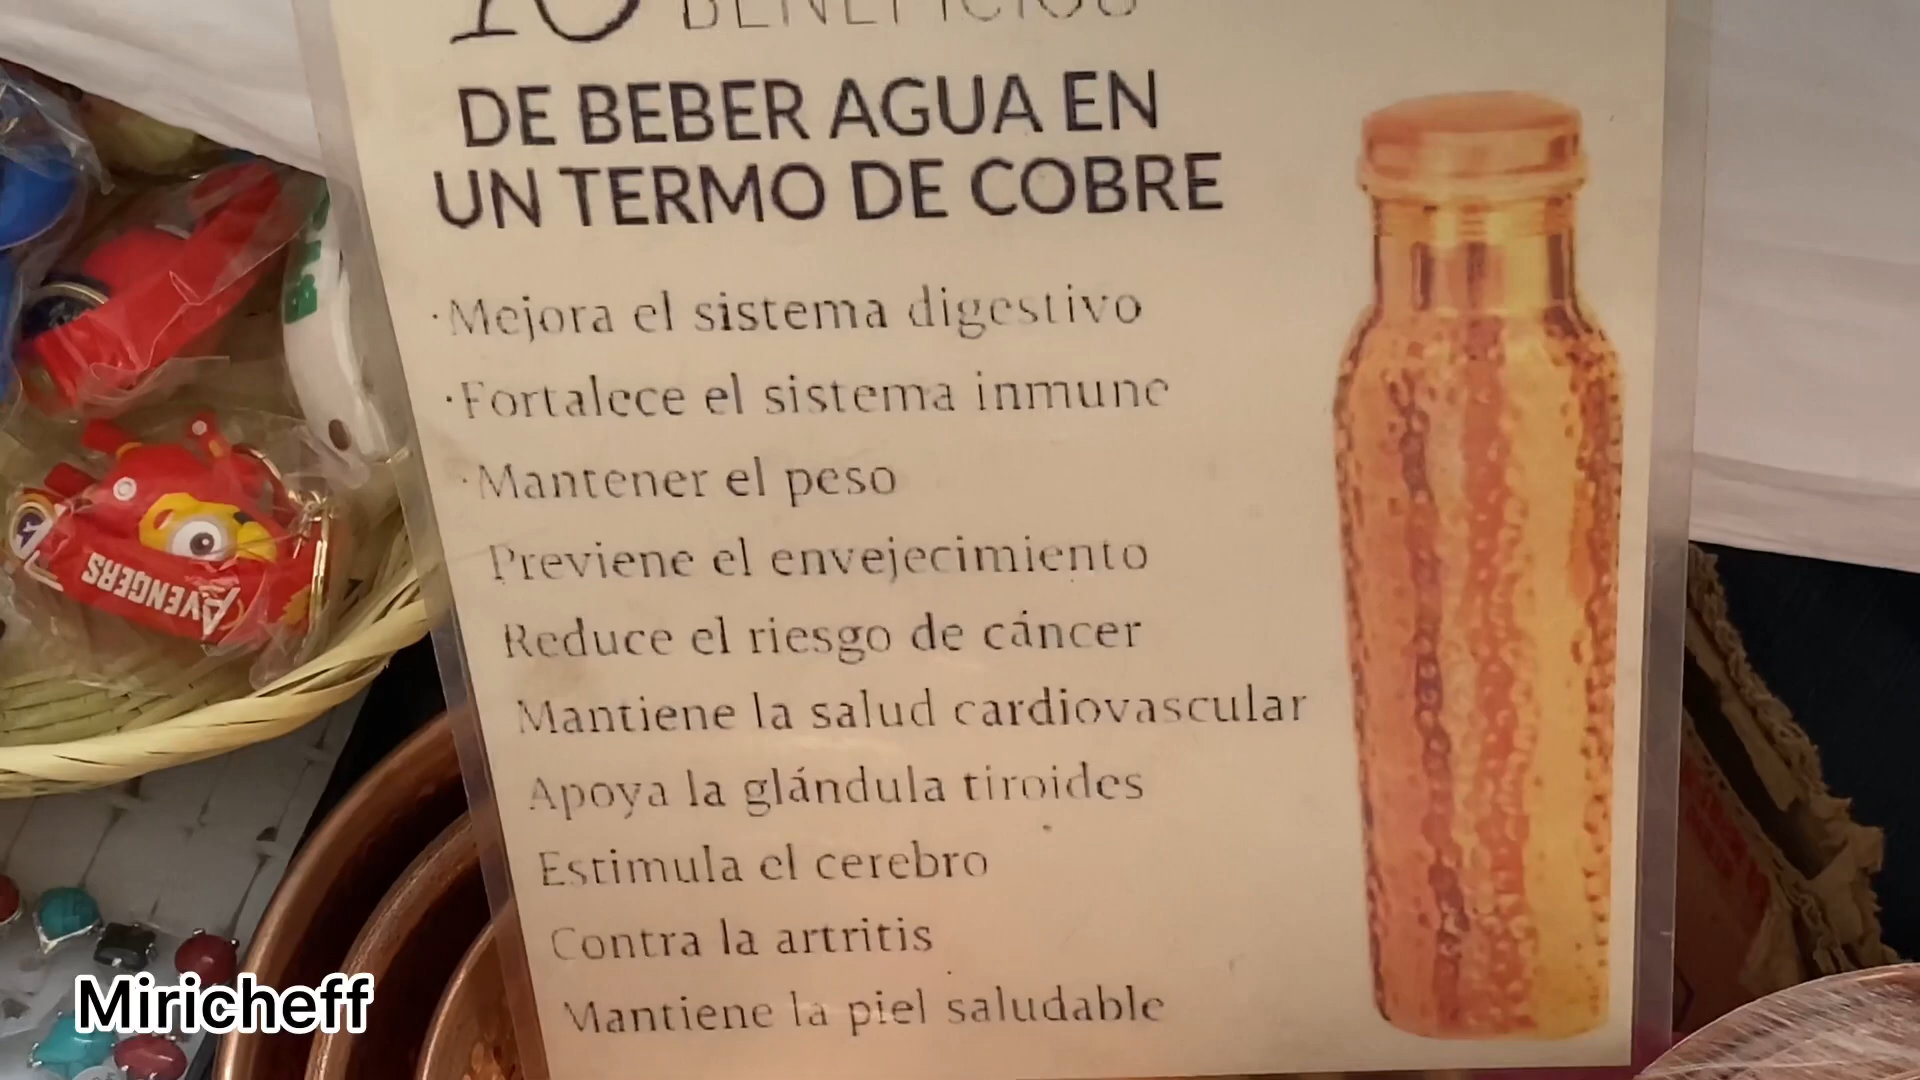 10 BENEFICIOS
DE BEBER AGUA EN
UN TERMO DE COBRE
·Mejora el sistema digestivo
·Fortalece el sistema inmune
·Mantener el peso
Previene el envejecimiento
Reduce el riesgo de cáncer
Mantiene la salud cardiovascular
Apoya la glándula tiroides
Estimula el cerebro
Contra la artritis
Mantiene la piel saludable
AVENGERS
Miricheff